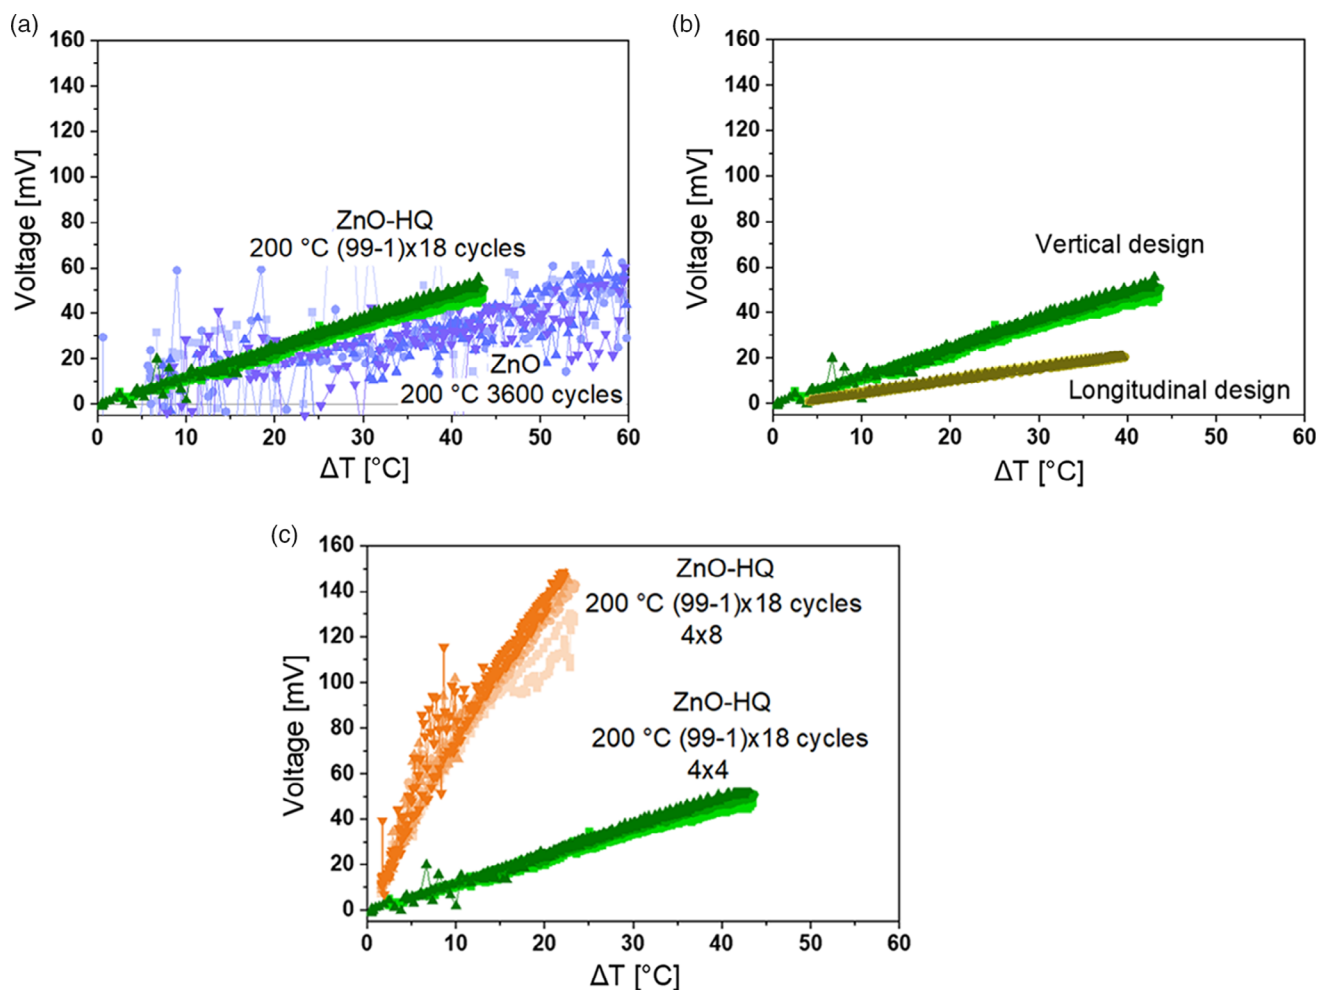 (a)
160
140
120
100
80
60
40
20
0
Voltage [mV]
ZnO-HQ
200 °C (99-1)x18 cycles
ZnO
200 °C 3600 cycles
0 10 20 30 40 50 60
ΔT [°C]
(b)
160
140
120
100
80
60
40
20
0
Voltage [mV]
Vertical design
Longitudinal design
0 10 20 30 40 50 60
ΔT [°C]
(c)
160
140
120
100
80
60
40
20
0
Voltage [mV]
ZnO-HQ
200 °C (99-1)x18 cycles
4x8
ZnO-HQ
200 °C (99-1)x18 cycles
4x4
0 10 20 30 40 50 60
ΔT [°C]